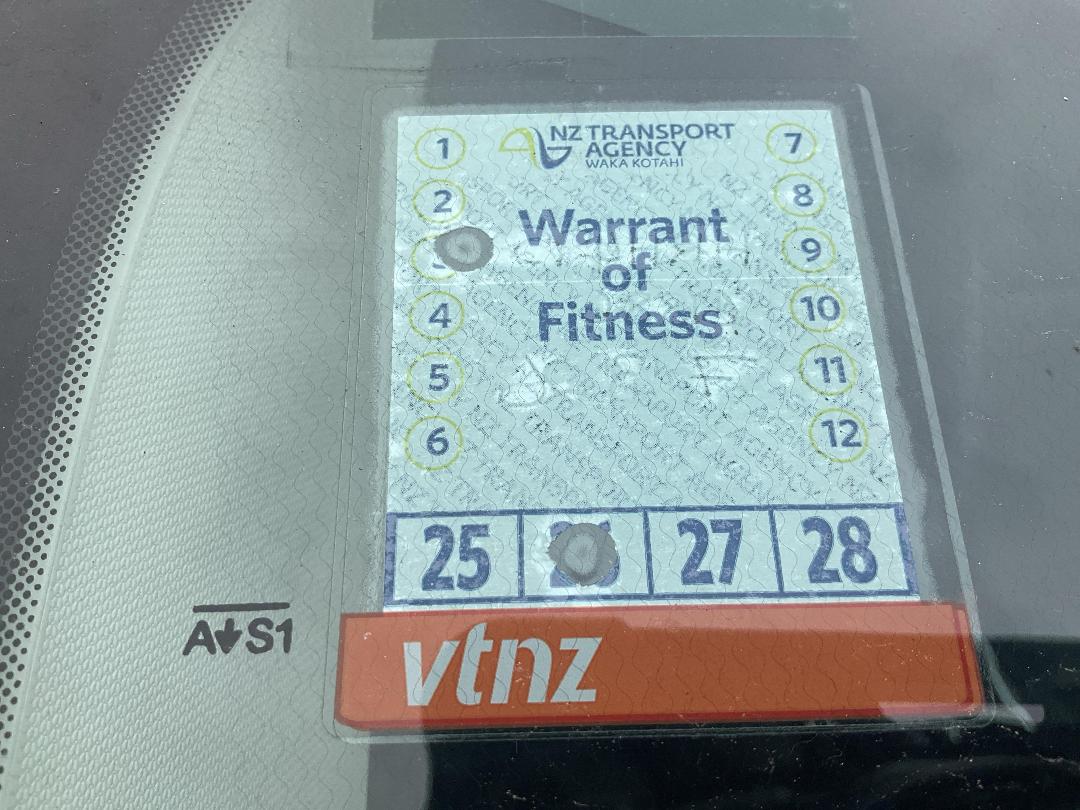 1
NZ TRANSPORT
AGENCY
WAKA KOTAHI
7
2
8
Warrant
9
of
4
Fitness
10
5
11
6
12
25
27
28
A S1
vtnz